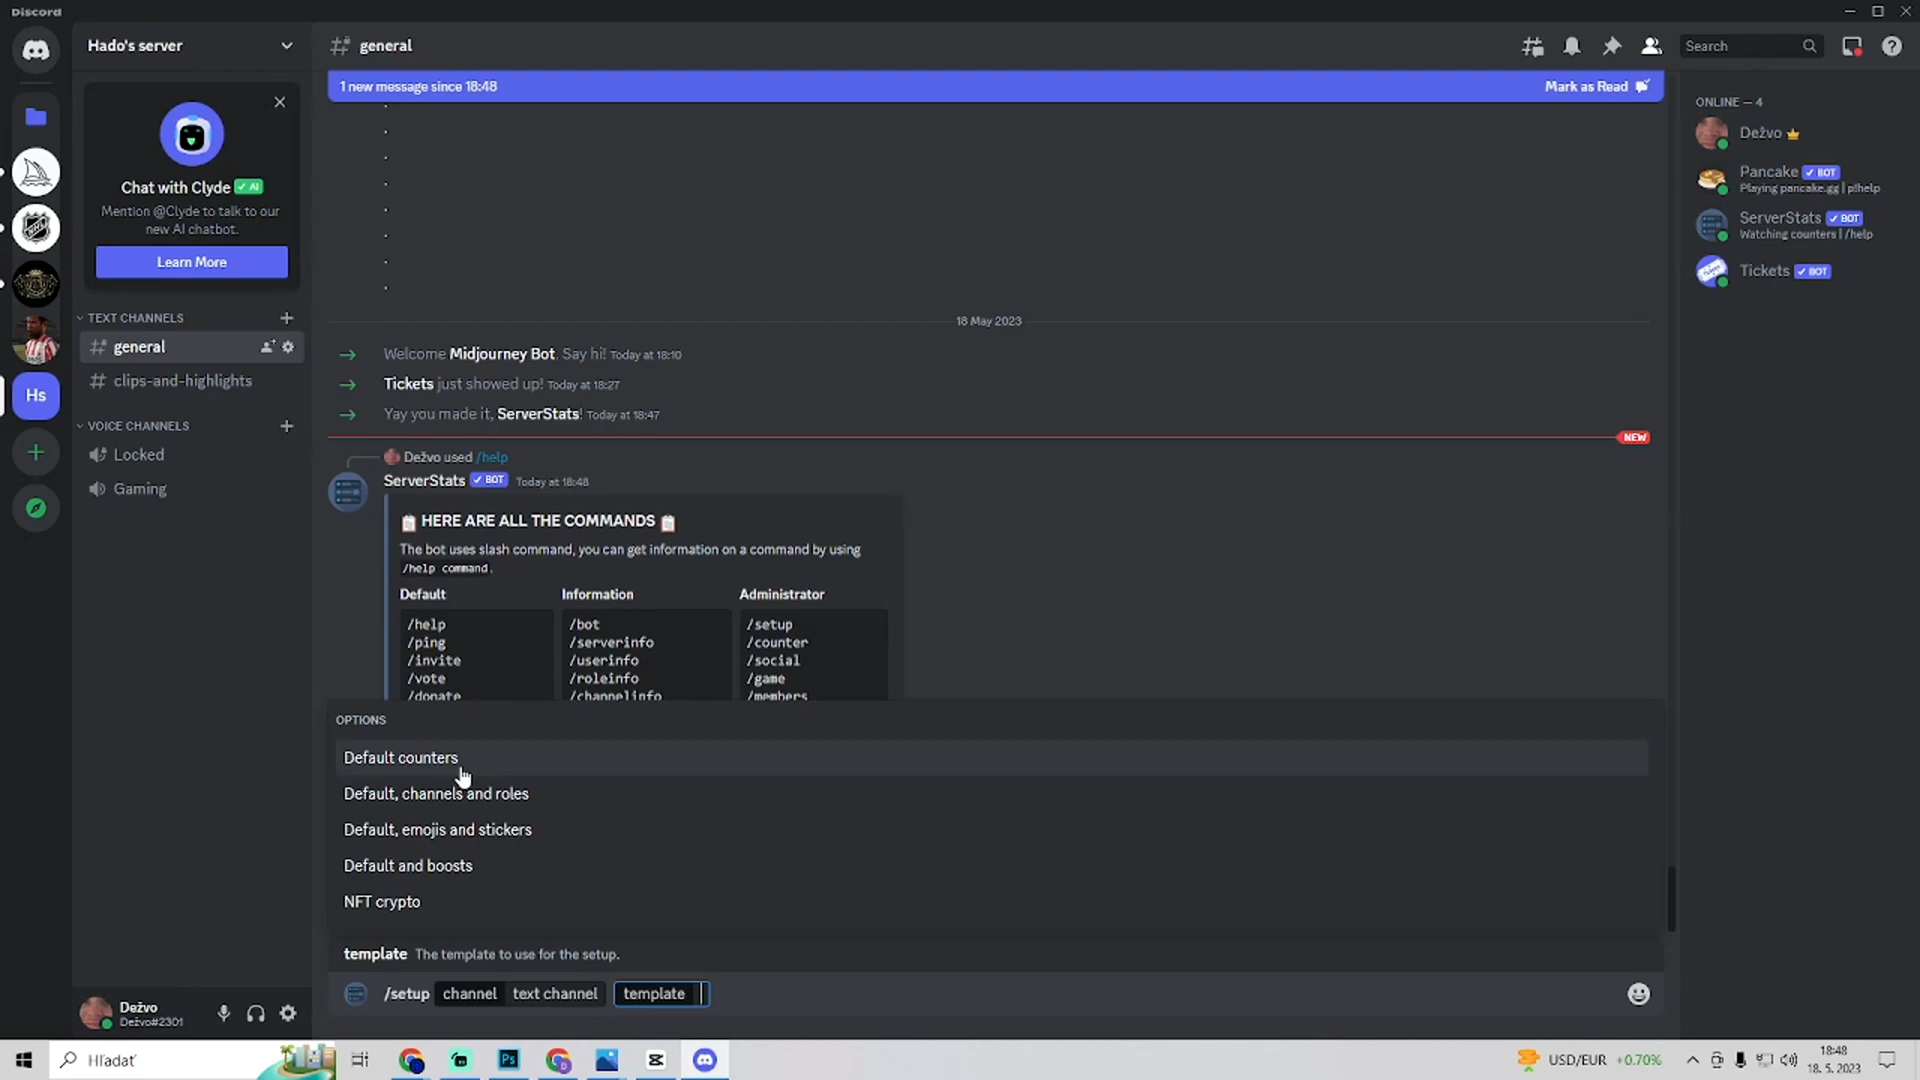 Discord
Hado's server
general
Search
1 new message since 18:48
Mark as Read
Chat with Clyde
AI
Mention @Clyde to talk to our
new AI chatbot.
Learn More
TEXT CHANNELS
general
clips-and-highlights
VOICE CHANNELS
Locked
Gaming
Hs
18 May 2023
Welcome Midjourney Bot. Say hi! Today at 18:10
Tickets just showed up! Today at 18:27
Yay you made it, ServerStats! Today at 18:47
NEW
Dežvo used /help
ServerStats BOT Today at 18:48
HERE ARE ALL THE COMMANDS
The bot uses slash command, you can get information on a command by using
/help command.
Default Information Administrator
/help /bot /setup
/ping /serverinfo /counter
/invite /userinfo /social
/vote /roleinfo /game
/donate /channelinfo /members
OPTIONS
Default counters
Default, channels and roles
Default, emojis and stickers
Default and boosts
NFT crypto
template The template to use for the setup.
/setup channel text channel template
ONLINE — 4
Dežvo
Pancake BOT
Playing pancake.gg | p!help
ServerStats BOT
Watching counters | /help
Tickets BOT
Dežvo
Dežvo#2301
Hľadať
Ps
USD/EUR +0.70%
18:48
18. 5. 2023